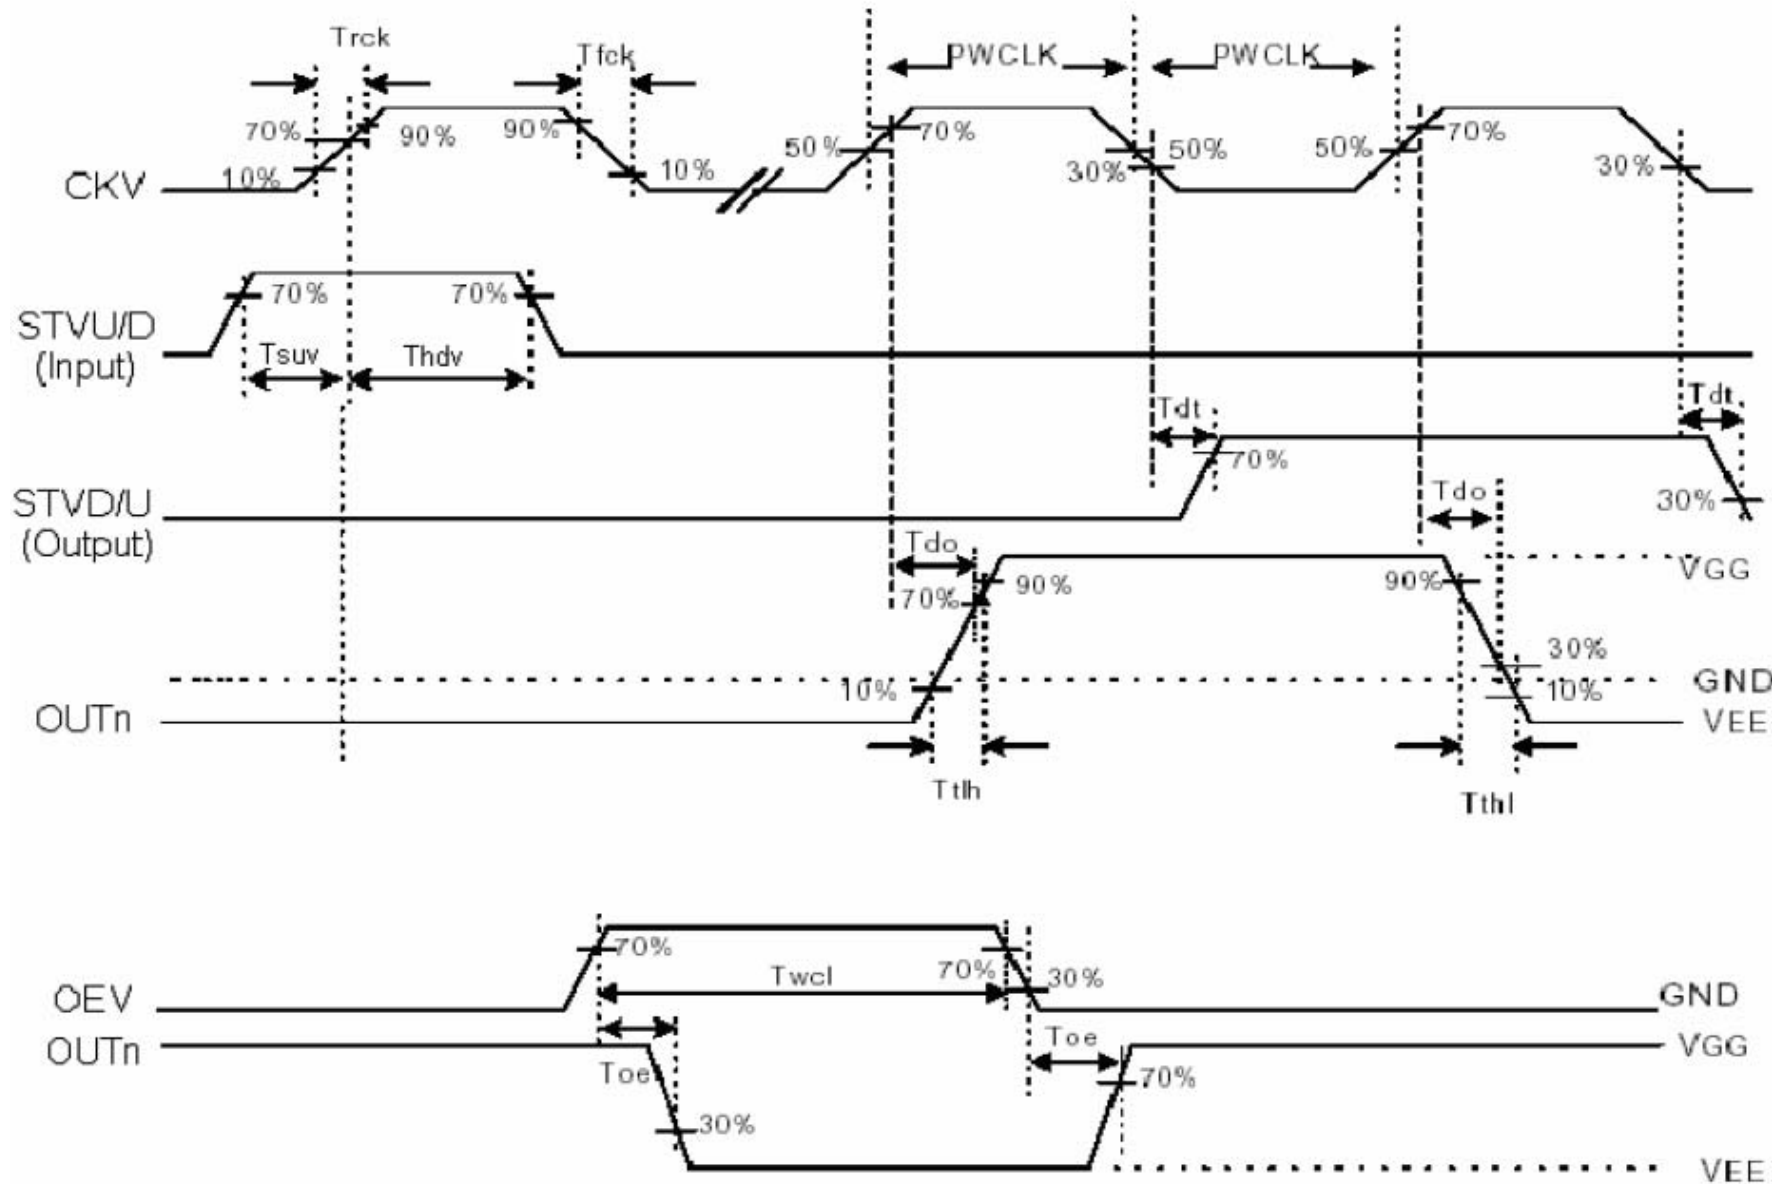 Trck
Tfck
PWCLK
PWCLK
70%
90%
90%
50%
70%
50%
50%
70%
10%
10%
30%
30%
CKV
70%
70%
STVU/D
(Input)
Tsuv
Thdv
Tdt
Tdt
70%
STVD/U
(Output)
Tdo
30%
Tdo
VGG
70%
90%
90%
30%
10%
10%
GND
OUTn
VEE
Ttlh
Tthl
70%
70%
30%
Twcl
OEV
GND
OUTn
Toe
Toe
VGG
70%
30%
VEE